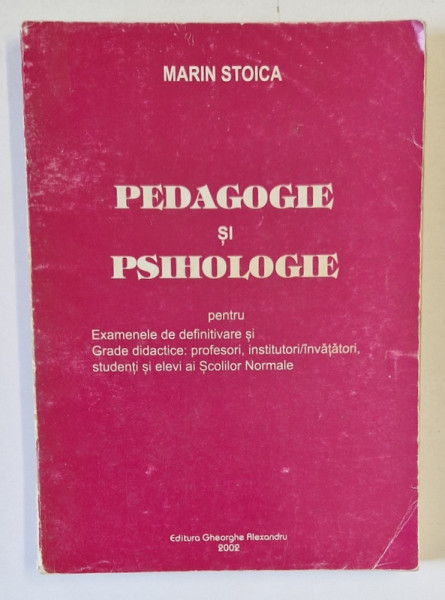 MARIN STOICA
PEDAGOGIE
ȘI
PSIHOLOGIE
pentru
Examenele de definitivare și
Grade didactice: profesori, institutori/învățători,
studenți și elevi ai Școlilor Normale
Editura Gheorghe Alexandru
2002